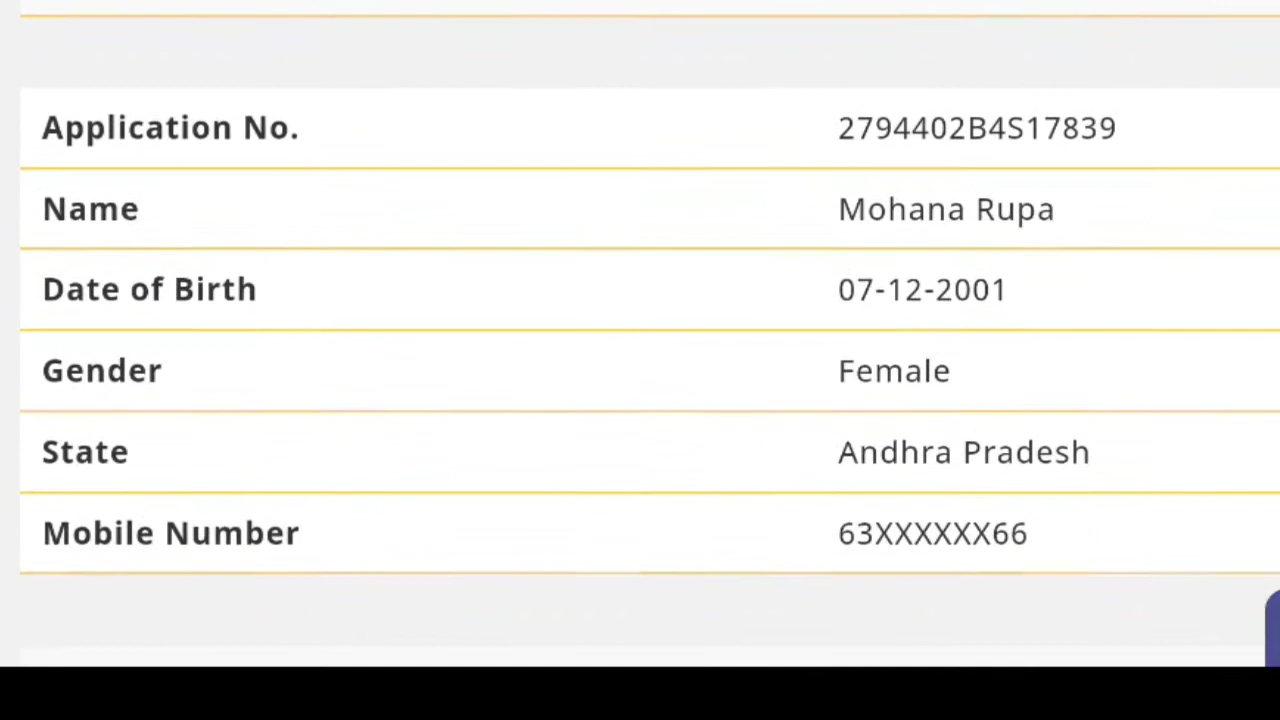 Application No. 2794402B4S17839
Name Mohana Rupa
Date of Birth 07-12-2001
Gender Female
State Andhra Pradesh
Mobile Number 63XXXXXX66